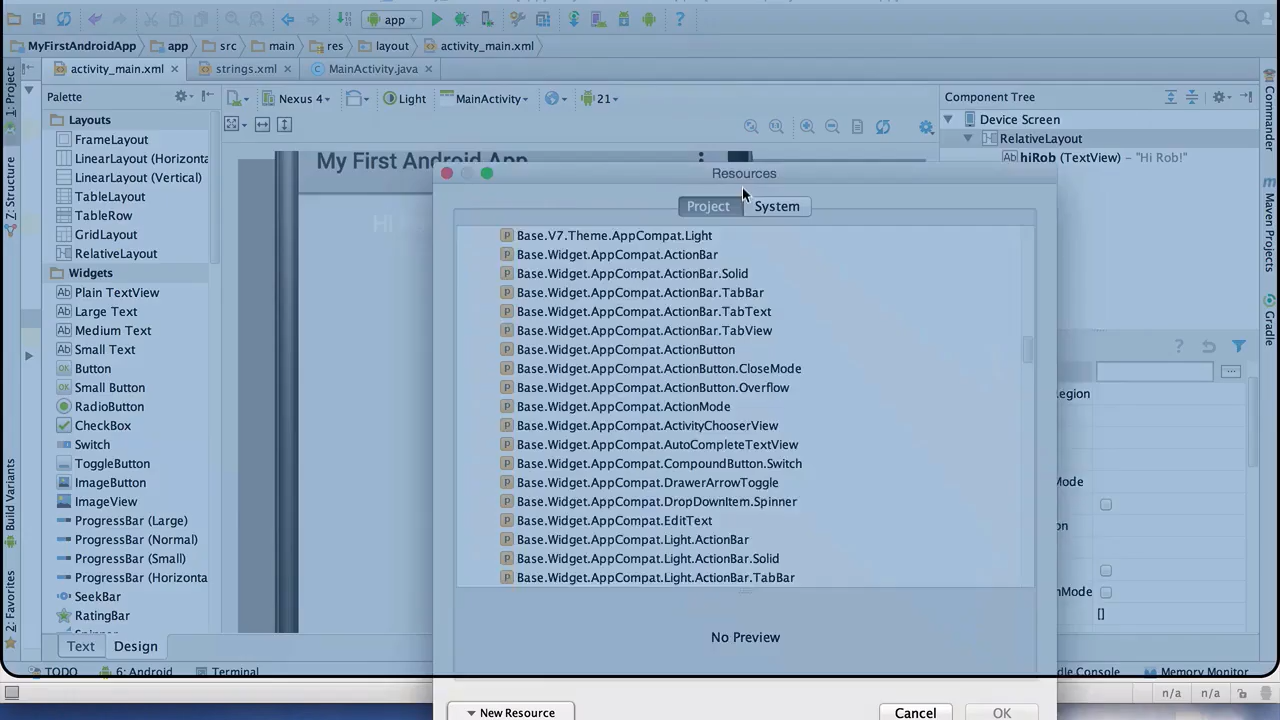 app
MyFirstAndroidApp app src main res layout activity_main.xml
activity_main.xml strings.xml MainActivity.java
1: Project
Z: Structure
Build Variants
2: Favorites
Palette
Layouts
FrameLayout
LinearLayout (Horizonta
LinearLayout (Vertical)
TableLayout
TableRow
GridLayout
RelativeLayout
Widgets
Plain TextView
Large Text
Medium Text
Small Text
Button
Small Button
RadioButton
CheckBox
Switch
ToggleButton
ImageButton
ImageView
ProgressBar (Large)
ProgressBar (Normal)
ProgressBar (Small)
ProgressBar (Horizonta
SeekBar
RatingBar
Text Design
Nexus 4 Light MainActivity 21
My First Android App
Resources
Project System
Base.V7.Theme.AppCompat.Light
Base.Widget.AppCompat.ActionBar
Base.Widget.AppCompat.ActionBar.Solid
Base.Widget.AppCompat.ActionBar.TabBar
Base.Widget.AppCompat.ActionBar.TabText
Base.Widget.AppCompat.ActionBar.TabView
Base.Widget.AppCompat.ActionButton
Base.Widget.AppCompat.ActionButton.CloseMode
Base.Widget.AppCompat.ActionButton.Overflow
Base.Widget.AppCompat.ActionMode
Base.Widget.AppCompat.ActivityChooserView
Base.Widget.AppCompat.AutoCompleteTextView
Base.Widget.AppCompat.CompoundButton.Switch
Base.Widget.AppCompat.DrawerArrowToggle
Base.Widget.AppCompat.DropDownItem.Spinner
Base.Widget.AppCompat.EditText
Base.Widget.AppCompat.Light.ActionBar
Base.Widget.AppCompat.Light.ActionBar.Solid
Base.Widget.AppCompat.Light.ActionBar.TabBar
No Preview
New Resource Cancel OK
Component Tree
Device Screen
RelativeLayout
hiRob (TextView) – "Hi Rob!"
egion
Mode
on
nMode
[]
Commander
Maven Projects
Gradle
TODO 6: Android Terminal
dle Console Memory Monitor
n/a n/a